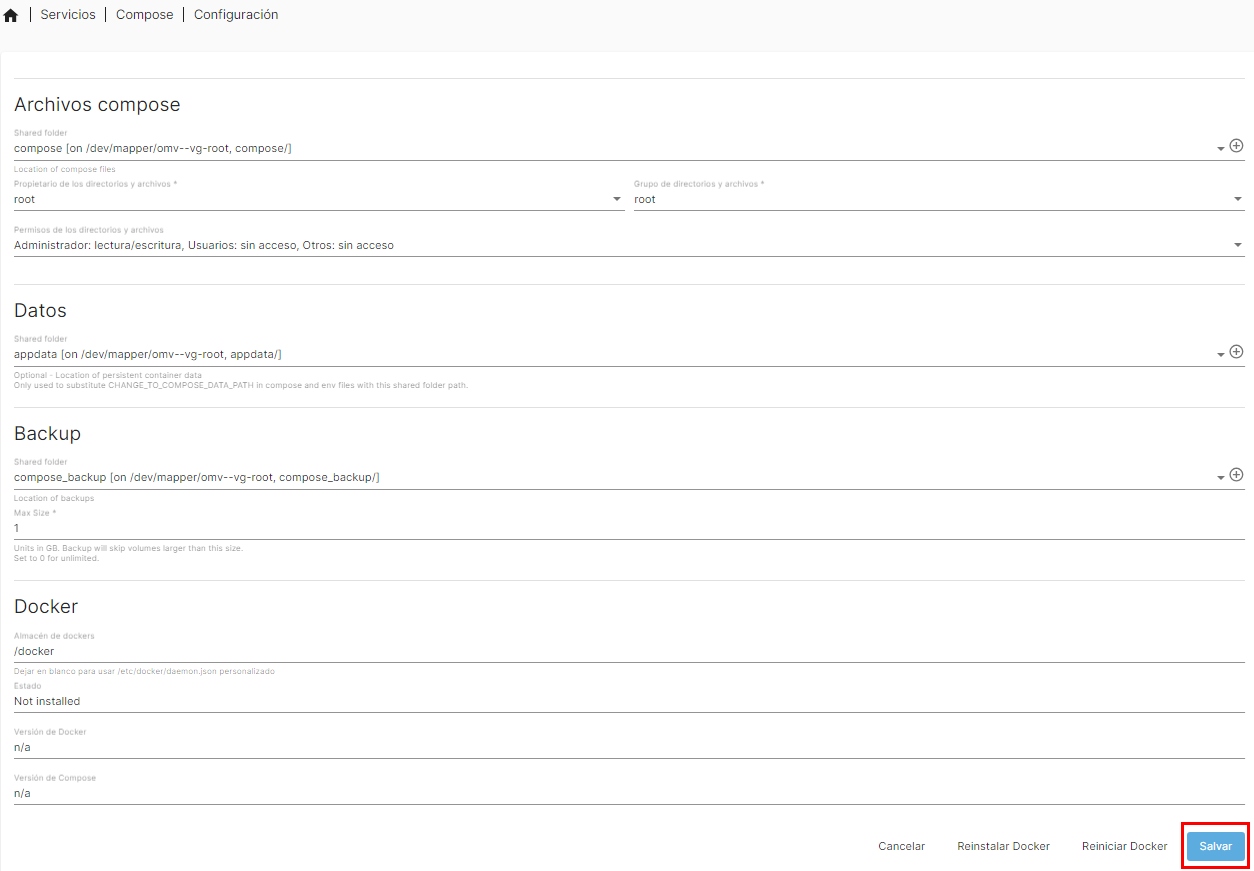 Servicios | Compose | Configuración
Archivos compose
Shared folder
compose [on /dev/mapper/omv--vg-root, compose/]
Location of compose files
Propietario de los directorios y archivos *
root
Grupo de directorios y archivos *
root
Permisos de los directorios y archivos
Administrador: lectura/escritura, Usuarios: sin acceso, Otros: sin acceso
Datos
Shared folder
appdata [on /dev/mapper/omv--vg-root, appdata/]
Optional - Location of persistent container data
Only used to substitute CHANGE_TO_COMPOSE_DATA_PATH in compose and env files with this shared folder path.
Backup
Shared folder
compose_backup [on /dev/mapper/omv--vg-root, compose_backup/]
Location of backups
Max Size *
1
Units in GB. Backup will skip volumes larger than this size.
Set to 0 for unlimited.
Docker
Almacén de dockers
/docker
Dejar en blanco para usar /etc/docker/daemon.json personalizado
Estado
Not installed
Versión de Docker
n/a
Versión de Compose
n/a
Cancelar Reinstalar Docker Reiniciar Docker Salvar